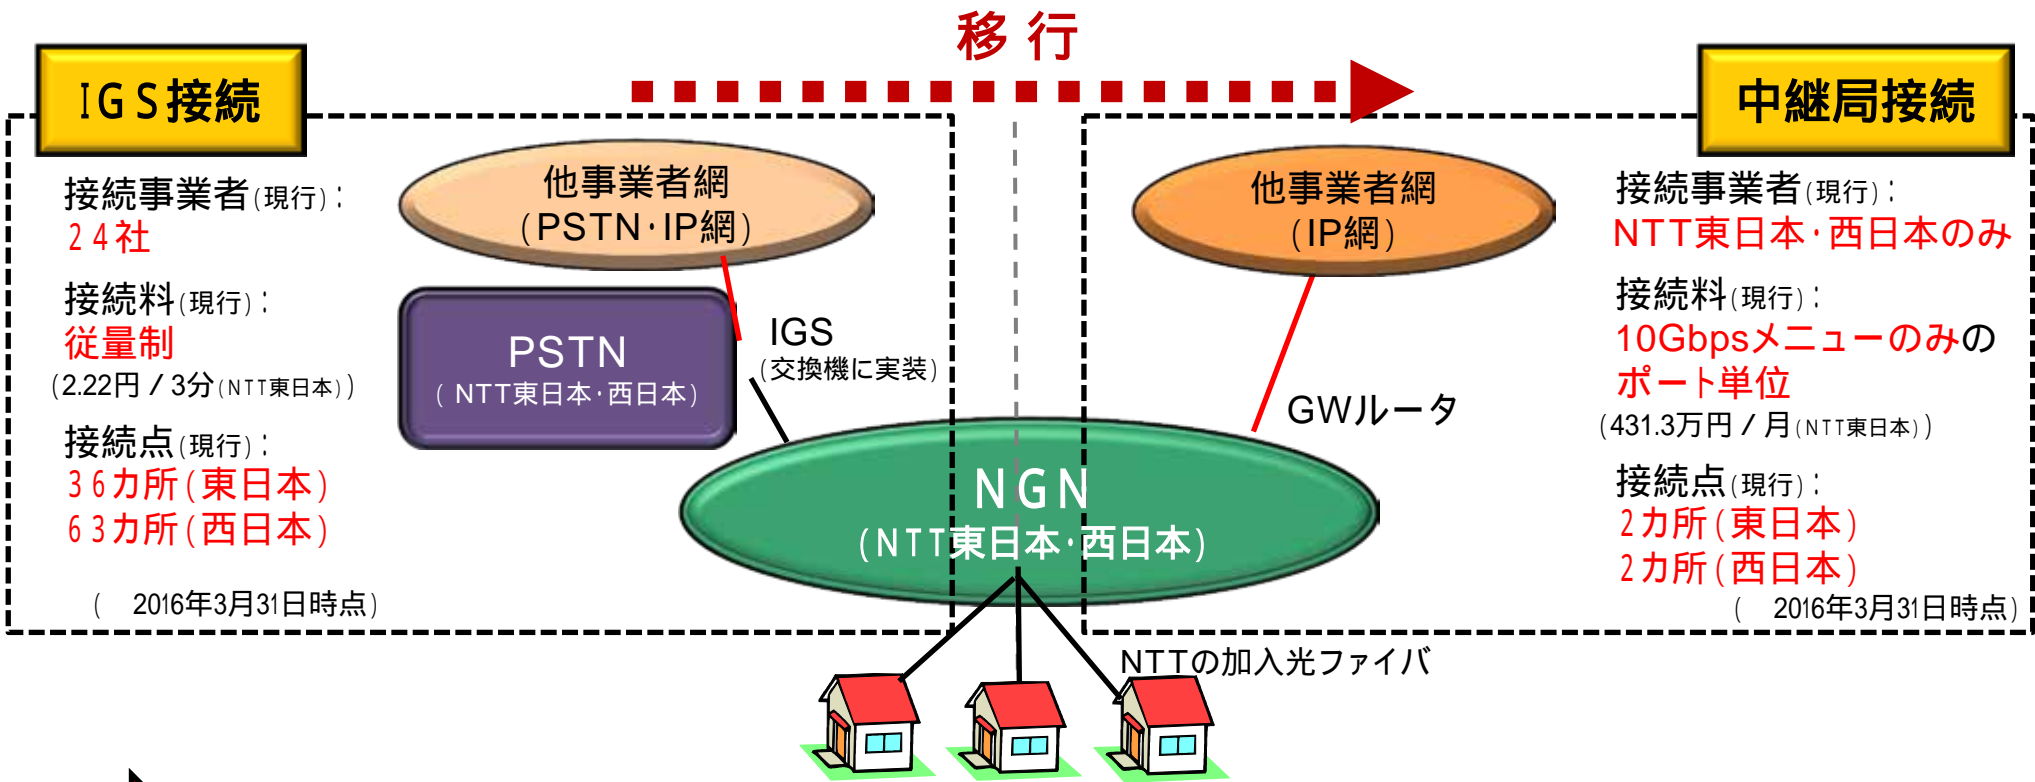 移行
IGS接続
接続事業者(現行):
24社
接続料(現行):
従量制
(2.22円/3分(NTT東日本))
接続点(現行):
36カ所(東日本)
63カ所(西日本)
( 2016年3月31日時点)
他事業者網
(PSTN・IP網)
PSTN
(NTT東日本・西日本)
IGS
(交換機に実装)
NGN
(NTT東日本・西日本)
他事業者網
(IP網)
GWルータ
中継局接続
接続事業者(現行):
NTT東日本・西日本のみ
接続料(現行):
10Gbpsメニューのみの
ポート単位
(431.3万円/月(NTT東日本))
接続点(現行):
2カ所(東日本)
2カ所(西日本)
( 2016年3月31日時点)
NTTの加入光ファイバ